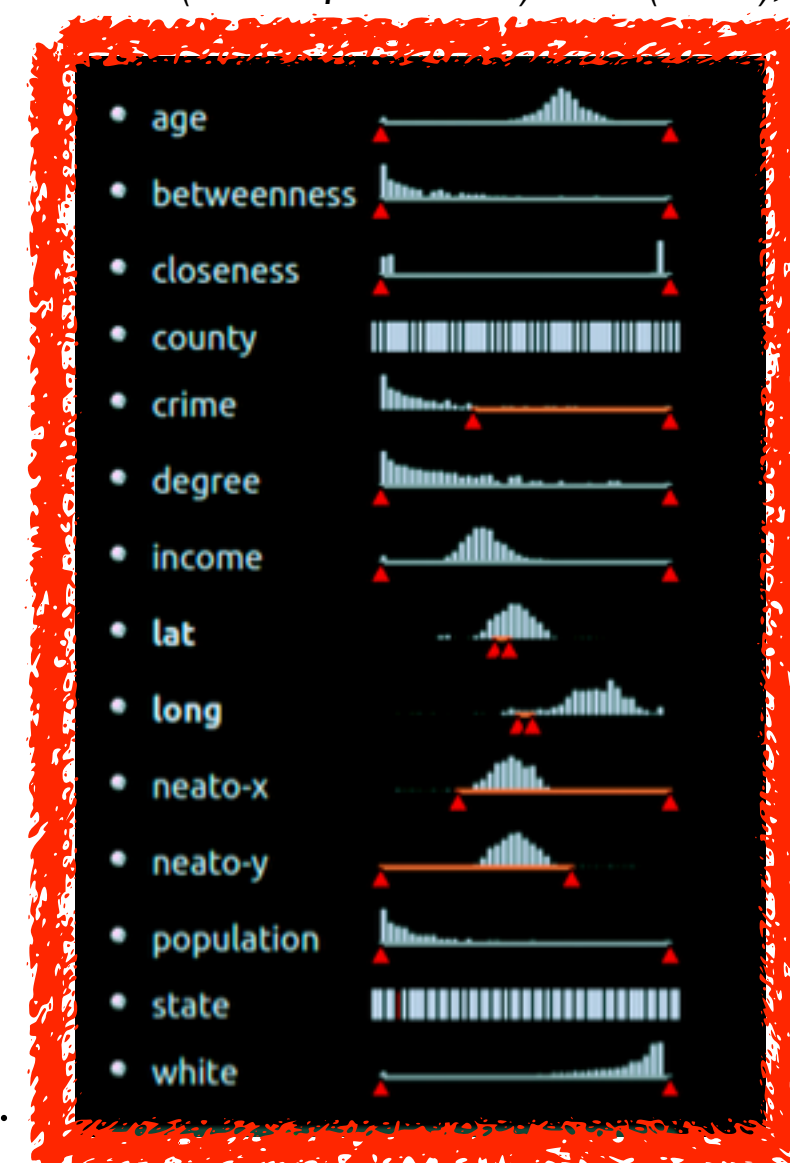 age
betweenness
closeness
county
crime
degree
income
lat
long
neato-x
neato-y
population
state
white